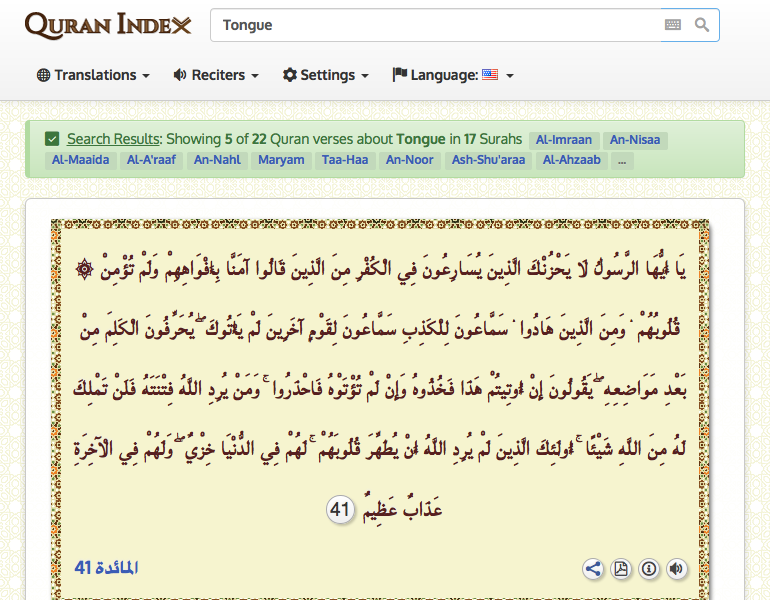 QURAN INDEX
Tongue
Translations Reciters Settings Language:
Search Results: Showing 5 of 22 Quran verses about Tongue in 17 Surahs Al-Imraan An-Nisaa
Al-Maaida Al-A'raaf An-Nahl Maryam Taa-Haa An-Noor Ash-Shu'araa Al-Ahzaab ...
يَا أَيُّهَا الرَّسُولُ لَا يَحْزُنْكَ الَّذِينَ يُسَارِعُونَ فِي الْكُفْرِ مِنَ الَّذِينَ قَالُوا آمَنَّا بِأَفْوَاهِهِمْ وَلَمْ تُؤْمِنْ ۞
قُلُوبُهُمْ ۛ وَمِنَ الَّذِينَ هَادُوا ۛ سَمَّاعُونَ لِلْكَذِبِ سَمَّاعُونَ لِقَوْمٍ آخَرِينَ لَمْ يَأْتُوكَ ۖ يُحَرِّفُونَ الْكَلِمَ مِنْ
بَعْدِ مَوَاضِعِهِ ۖ يَقُولُونَ إِنْ أُوتِيتُمْ هَٰذَا فَخُذُوهُ وَإِنْ لَمْ تُؤْتَوْهُ فَاحْذَرُوا ۚ وَمَنْ يُرِدِ اللَّهُ فِتْنَتَهُ فَلَنْ تَمْلِكَ
لَهُ مِنَ اللَّهِ شَيْئًا ۚ أُولَٰئِكَ الَّذِينَ لَمْ يُرِدِ اللَّهُ أَنْ يُطَهِّرَ قُلُوبَهُمْ ۚ لَهُمْ فِي الدُّنْيَا خِزْيٌ ۖ وَلَهُمْ فِي الْآخِرَةِ
عَذَابٌ عَظِيمٌ 41
المائدة 41